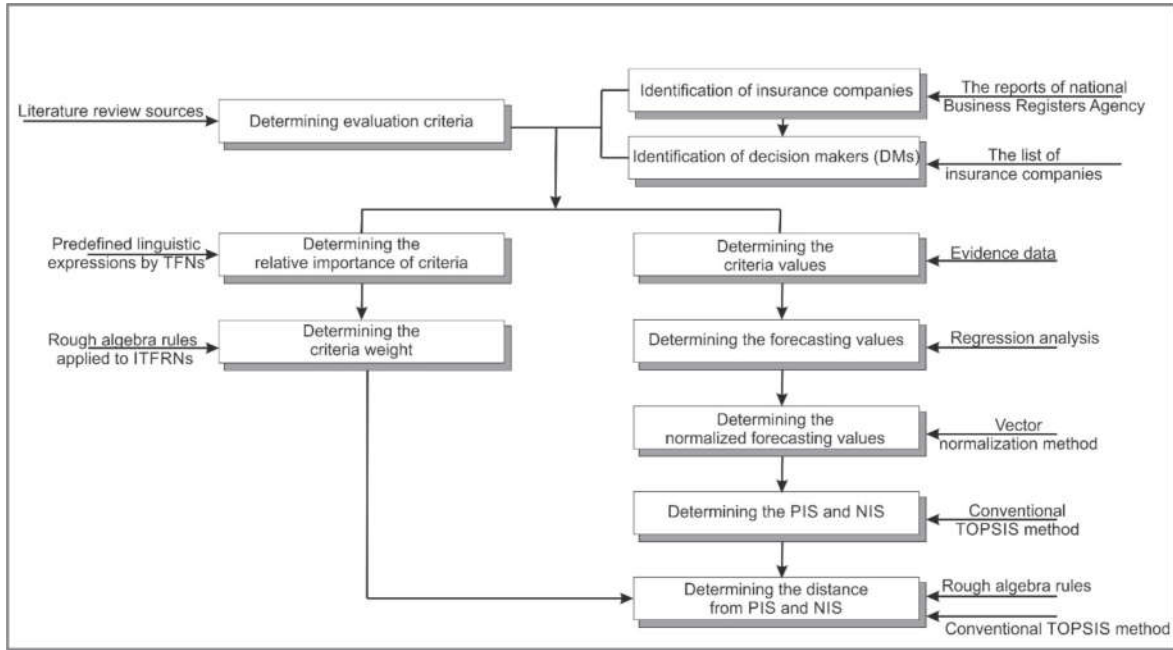 Literature review sources
Determining evaluation criteria
Identification of insurance companies
The reports of national
Business Registers Agency
Identification of decision makers (DMs)
The list of
insurance companies
Predefined linguistic
expressions by TFNs
Determining the
relative importance of criteria
Determining the
criteria values
Evidence data
Rough algebra rules
applied to ITFRNs
Determining the
criteria weight
Determining the forecasting values
Regression analysis
Determining the
normalized forecasting values
Vector
normalization method
Determining the PIS and NIS
Conventional
TOPSIS method
Determining the distance
from PIS and NIS
Rough algebra rules
Conventional TOPSIS method